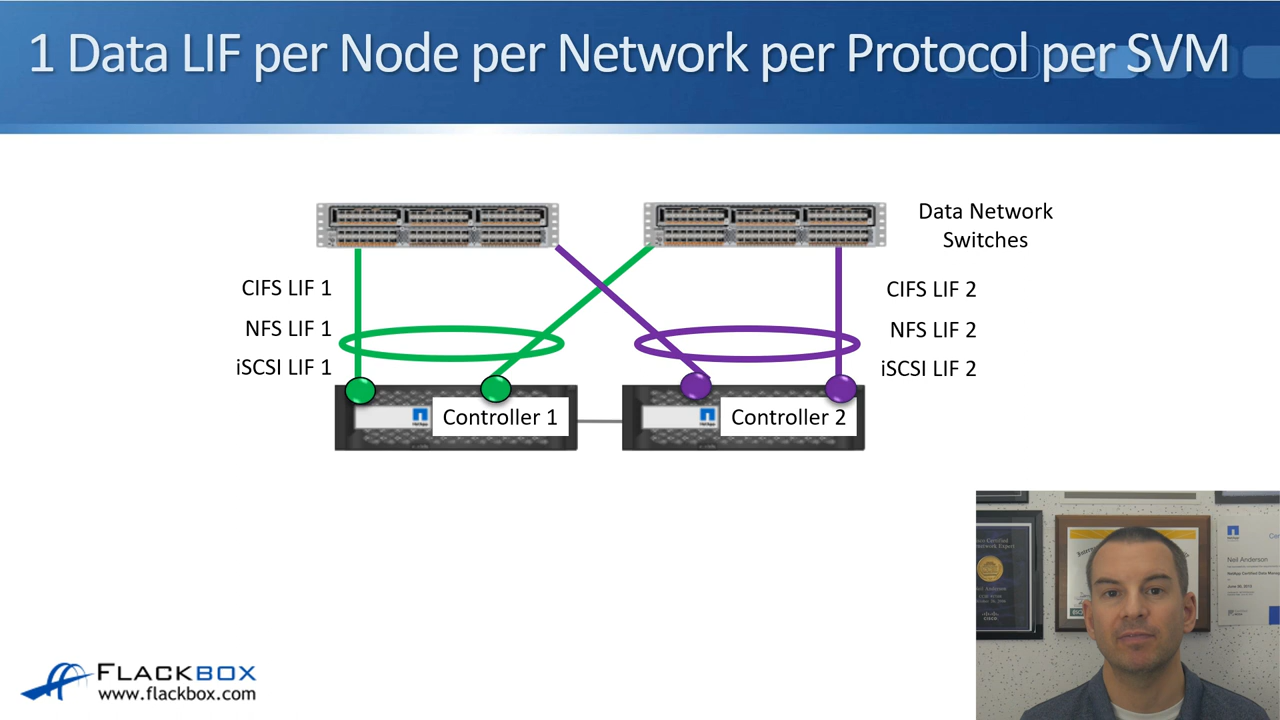 1 Data LIF per Node per Network per Protocol per SVM
Data Network
Switches
CIFS LIF 1
CIFS LIF 2
NFS LIF 1
NFS LIF 2
iSCSI LIF 1
iSCSI LIF 2
Controller 1
Controller 2
Neil Anderson
FLACKBOX
www.flackbox.com